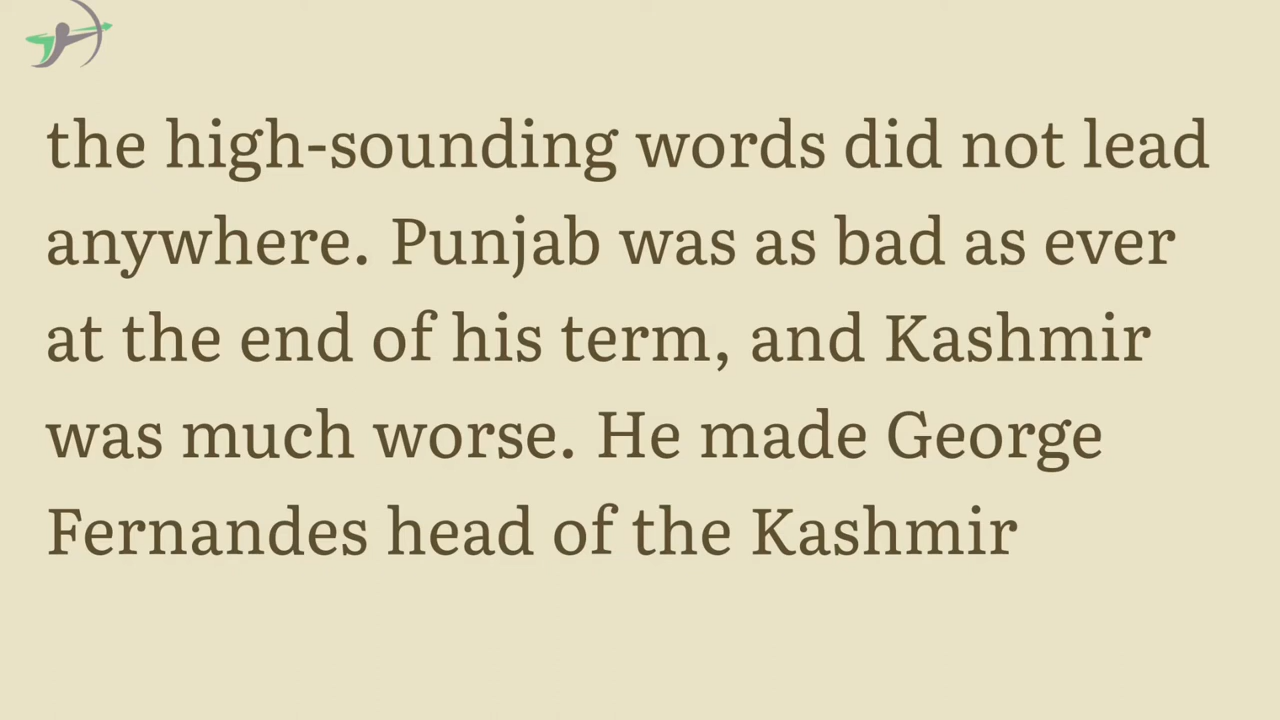 the high-sounding words did not lead
anywhere. Punjab was as bad as ever
at the end of his term, and Kashmir
was much worse. He made George
Fernandes head of the Kashmir